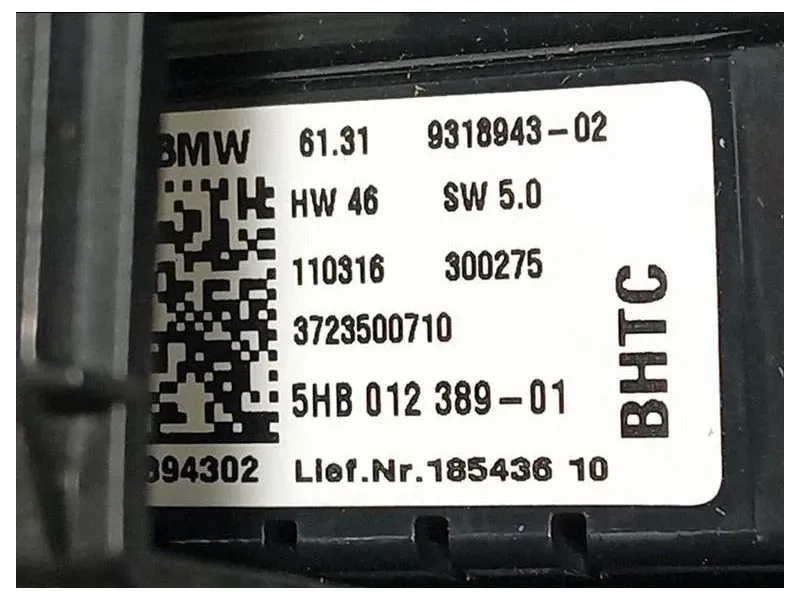 BMW 61.31 9318943-02
HW 46 SW 5.0
110316 300275
3723500710
5HB 012 389-01
894302 Lief.Nr.185436 10
BHTC